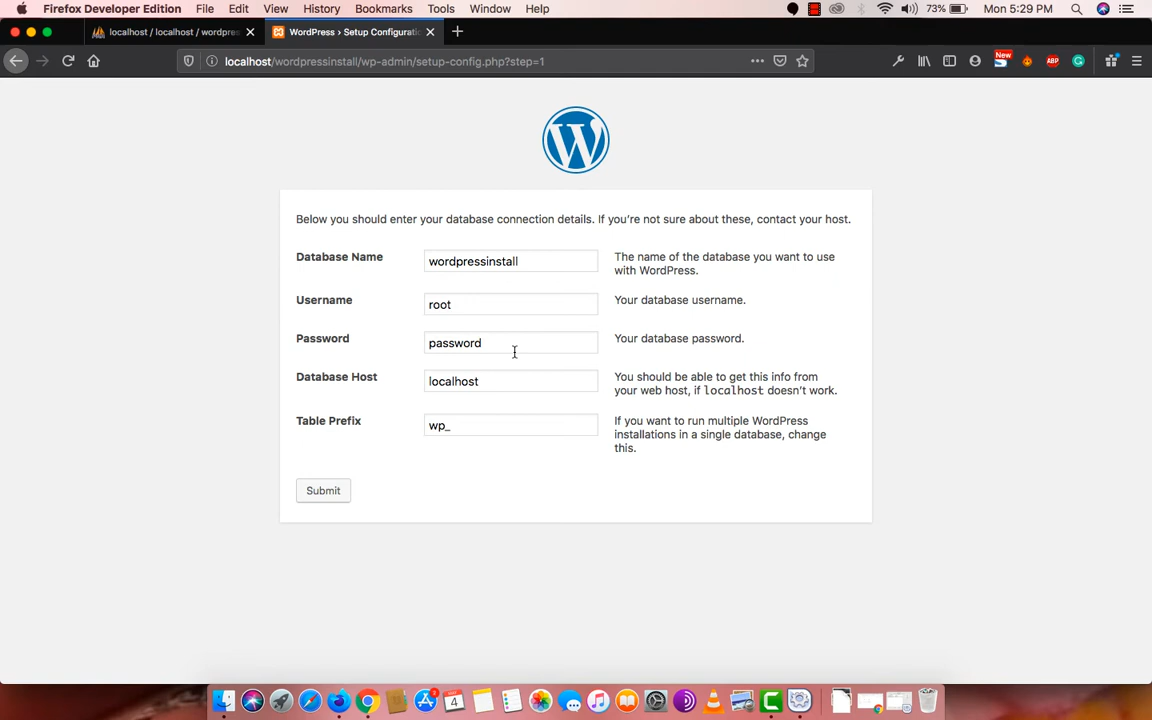 Firefox Developer Edition File Edit View History Bookmarks Tools Window Help 73% Mon 5:29 PM
localhost / localhost / wordpres WordPress › Setup Configurati
localhost/wordpressinstall/wp-admin/setup-config.php?step=1 New ABP
Below you should enter your database connection details. If you're not sure about these, contact your host.
Database Name wordpressinstall The name of the database you want to use
with WordPress.
Username root Your database username.
Password password Your database password.
Database Host localhost You should be able to get this info from
your web host, if localhost doesn't work.
Table Prefix wp_ If you want to run multiple WordPress
installations in a single database, change
this.
Submit